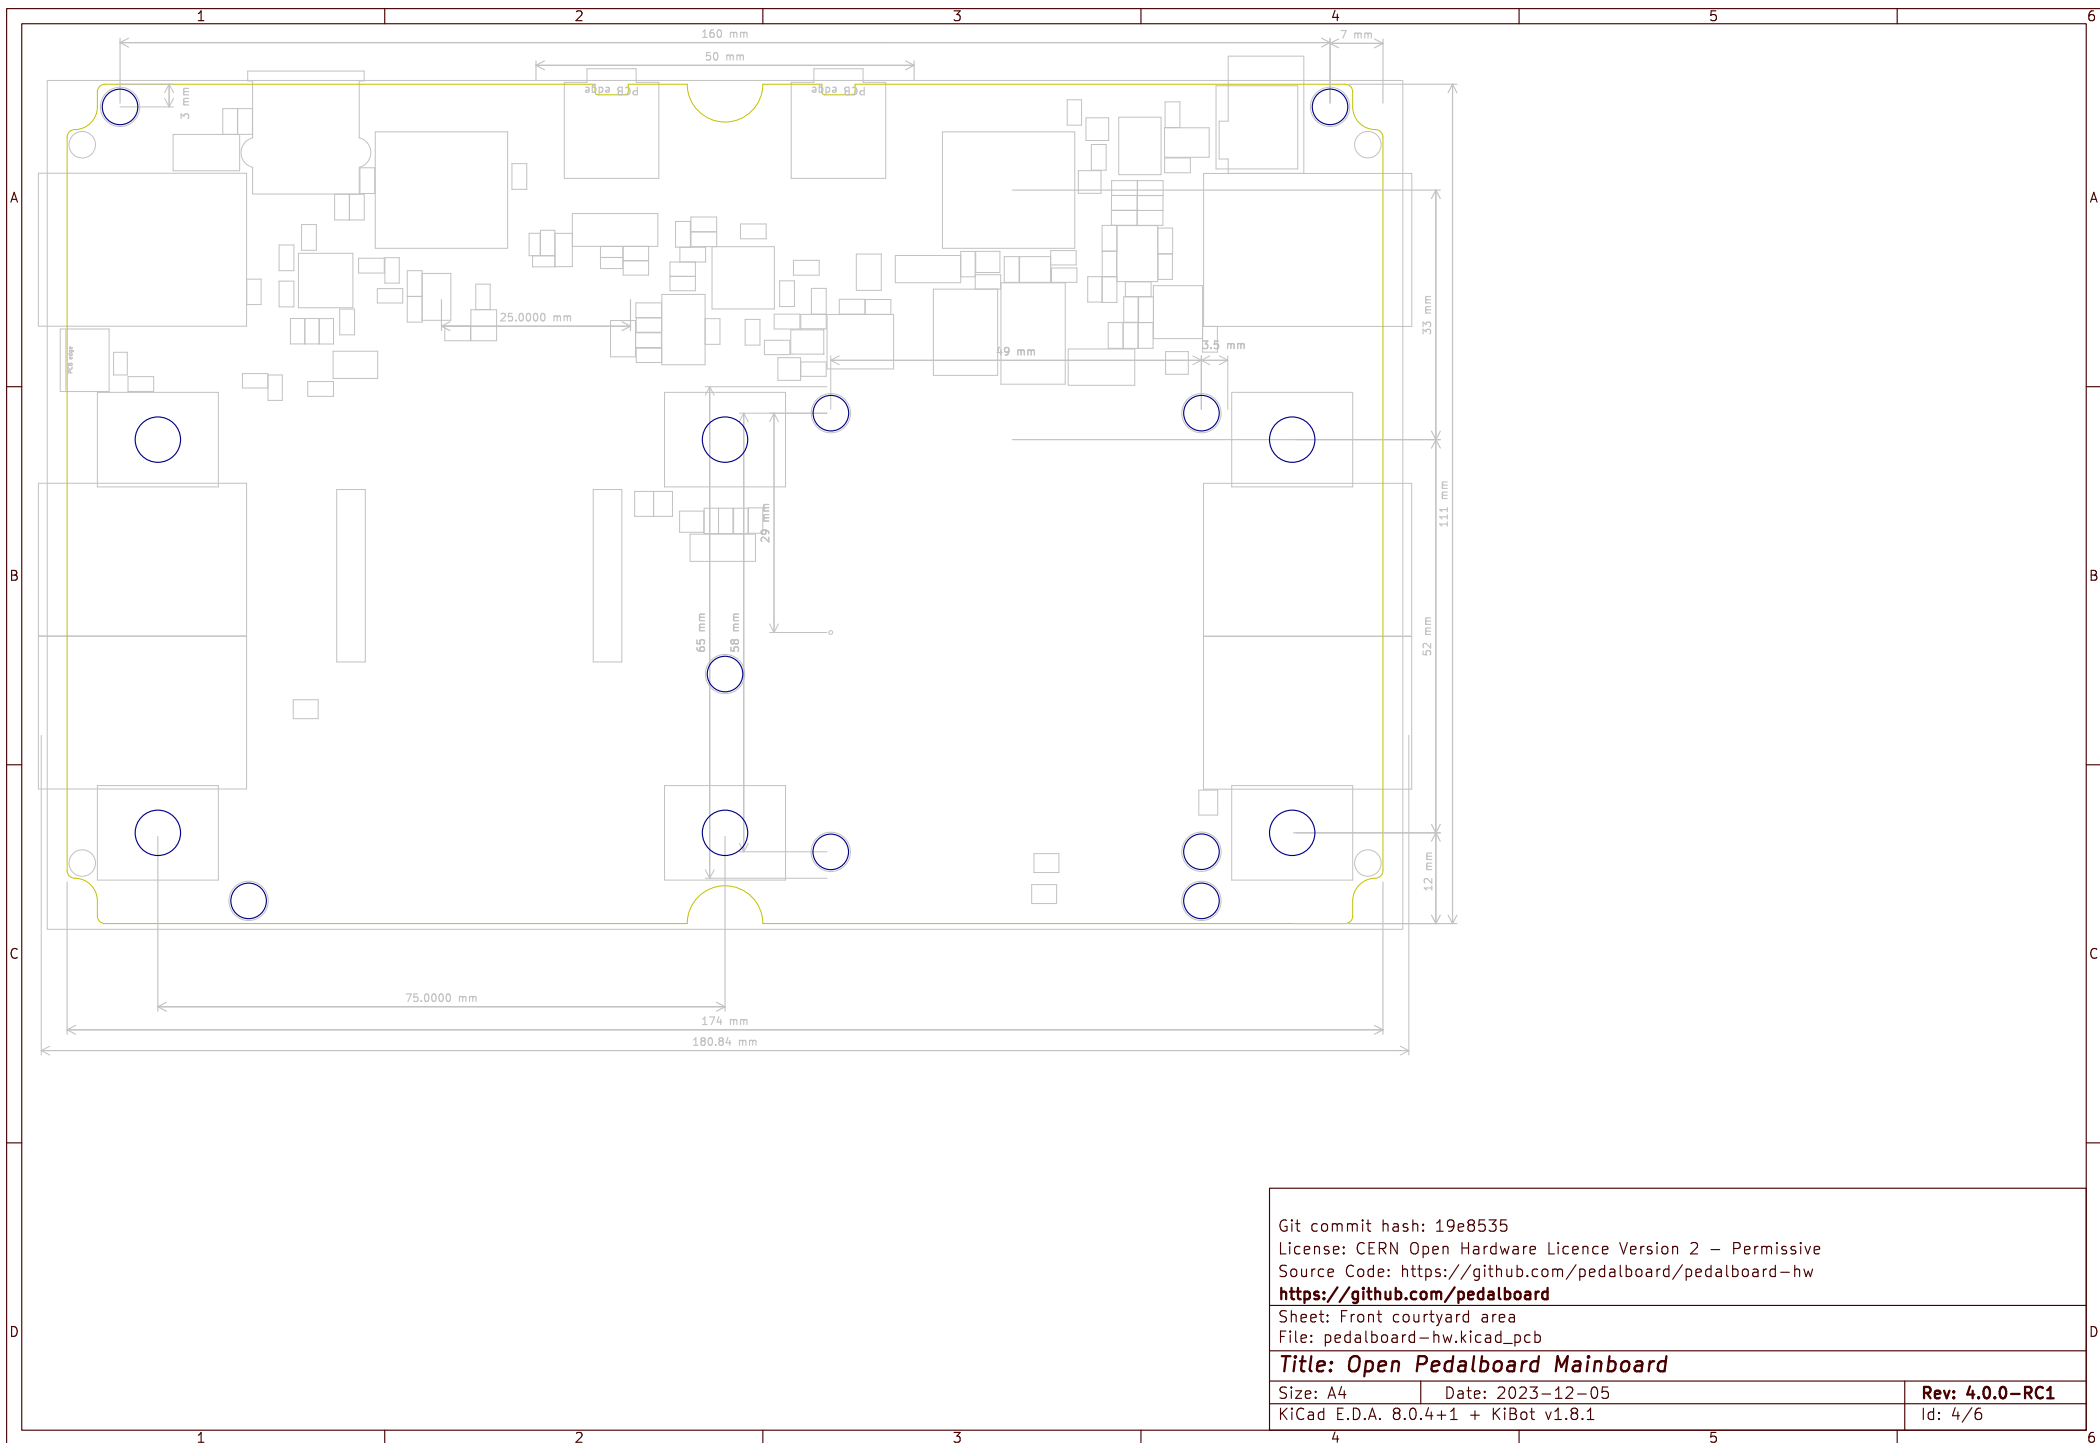 1 2 3 4 5 6
160 mm
7 mm
50 mm
3 mm
PCB edge
PCB edge
A
A
25.0000 mm
33 mm
3.5 mm
49 mm
PCB edge
111 mm
29 mm
B
B
65 mm
58 mm
52 mm
12 mm
C
C
75.0000 mm
174 mm
180.84 mm
Git commit hash: 19e8535
License: CERN Open Hardware Licence Version 2 – Permissive
Source Code: https://github.com/pedalboard/pedalboard-hw
https://github.com/pedalboard
Sheet: Front courtyard area
File: pedalboard-hw.kicad_pcb
D
D
Title: Open Pedalboard Mainboard
Size: A4 Date: 2023-12-05 Rev: 4.0.0-RC1
KiCad E.D.A. 8.0.4+1 + KiBot v1.8.1 Id: 4/6
1 2 3 4 5 6